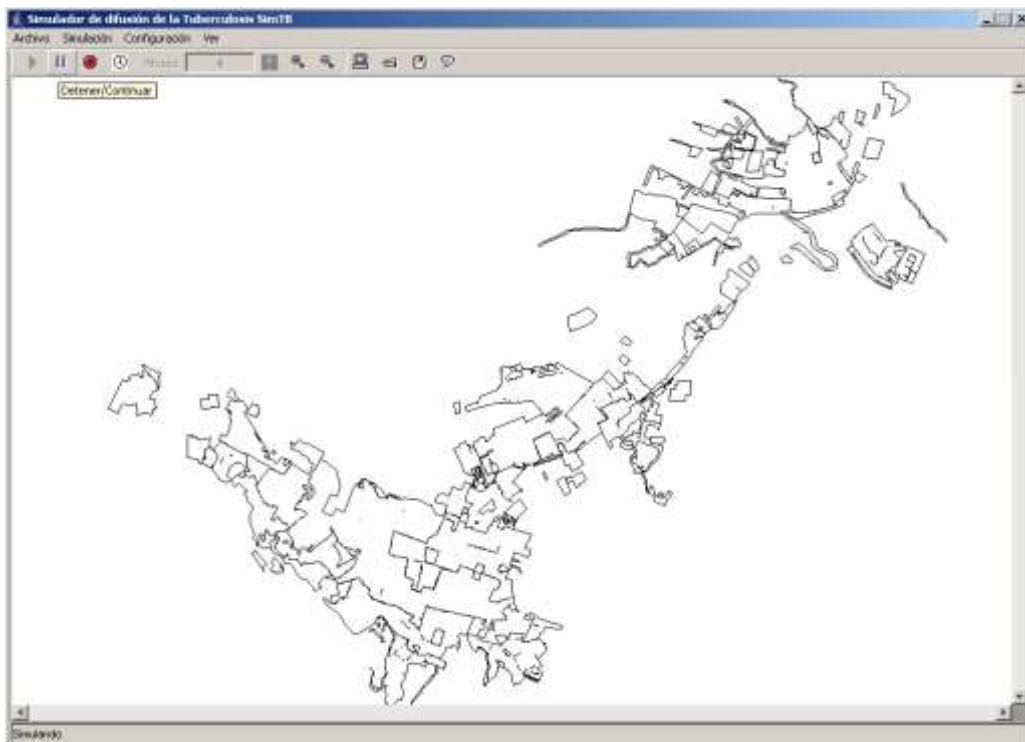 Simulador de difusión de la Tuberculosis SimTB
Archivo Simulación Configuración Ver
Detener/Continuar
Simulando